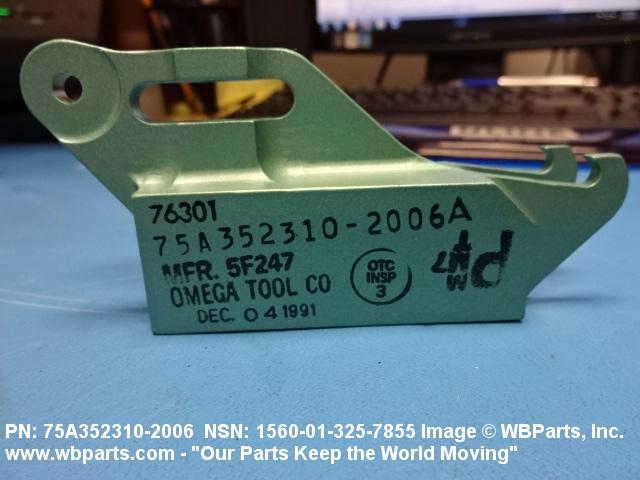 76301
75A352310-2006A
MFR. 5F247
OMEGA TOOL CO
DEC. 04 1991
OTC
INSP
3
PN: 75A352310-2006 NSN: 1560-01-325-7855 Image © WBParts, Inc.
www.wbparts.com - "Our Parts Keep the World Moving"